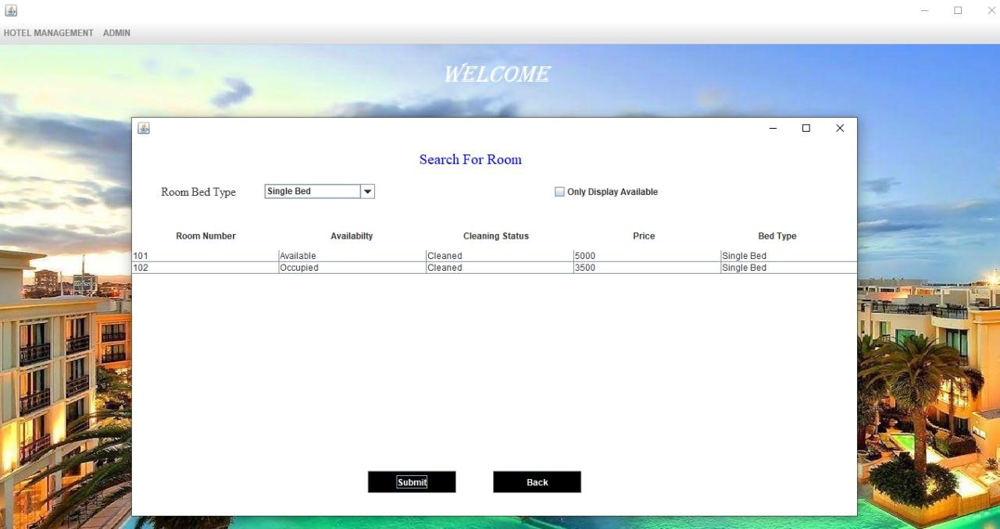 HOTEL MANAGEMENT ADMIN
WELCOME
Search For Room
Room Bed Type Single Bed Only Display Available
Room Number Availabilty Cleaning Status Price Bed Type
101 Available Cleaned 5000 Single Bed
102 Occupied Cleaned 3500 Single Bed
Submit Back